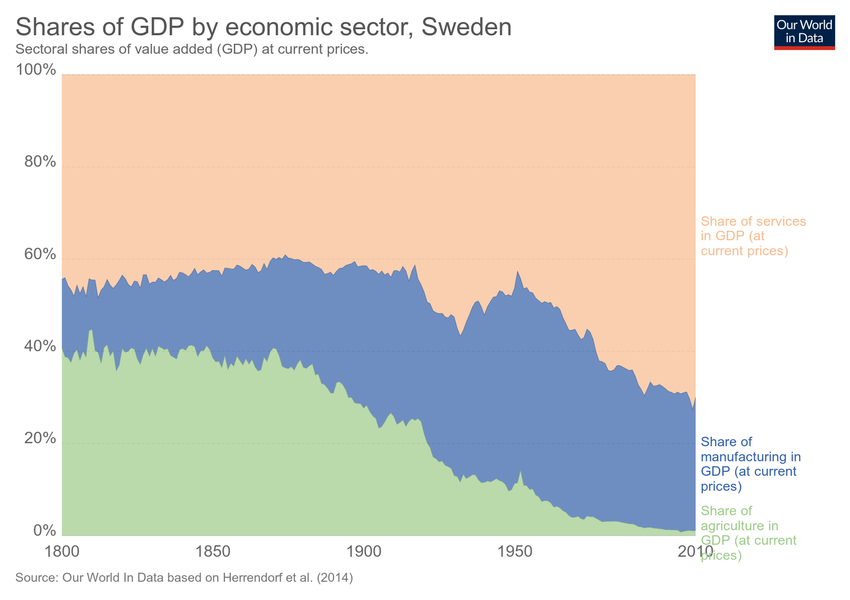 Shares of GDP by economic sector, Sweden
Our World
in Data
Sectoral shares of value added (GDP) at current prices.
100%
80%
60%
40%
20%
0%
Share of services
in GDP (at
current prices)
Share of
manufacturing in
GDP (at current
prices)
Share of
agriculture in
GDP (at current
prices)
1800
1850
1900
1950
2010
Source: Our World In Data based on Herrendorf et al. (2014)